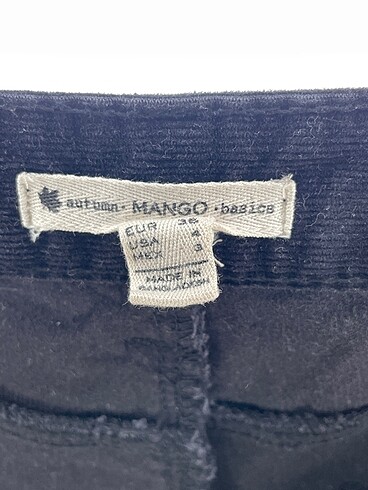 autumn · MANGO · basics
EUR 36
USA 4
MEX 3
MADE IN
BANGLADESH